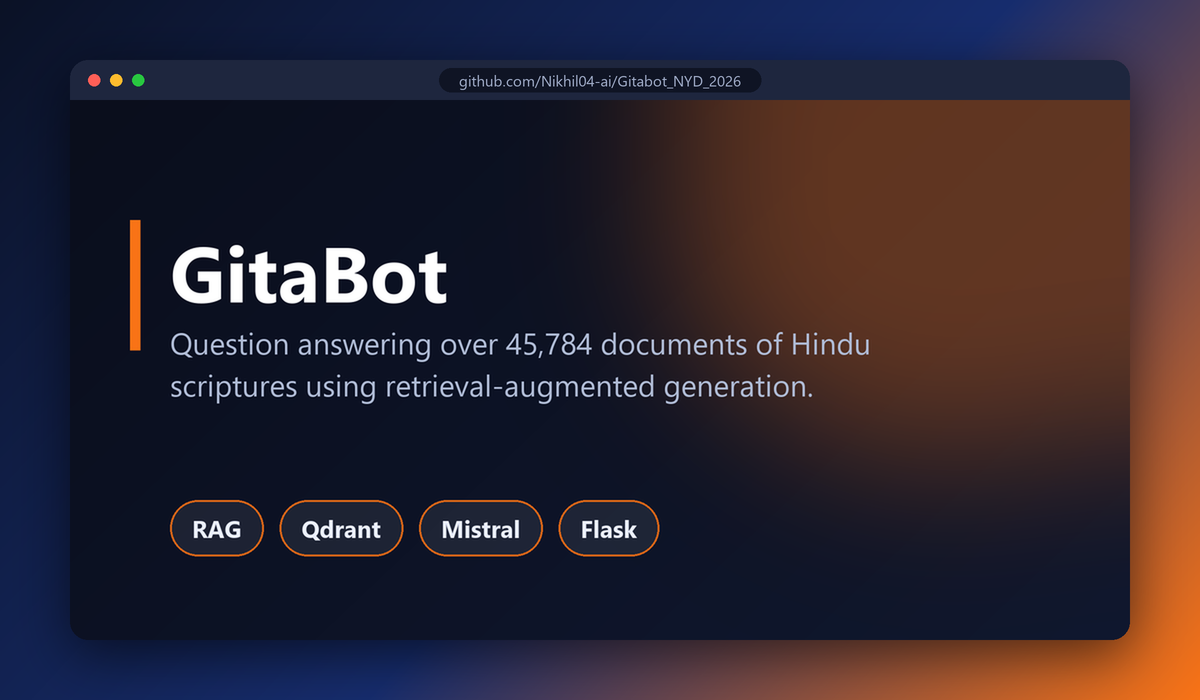 github.com/Nikhil04-ai/Gitabot_NYD_2026
GitaBot
Question answering over 45,784 documents of Hindu
scriptures using retrieval-augmented generation.
RAG
Qdrant
Mistral
Flask